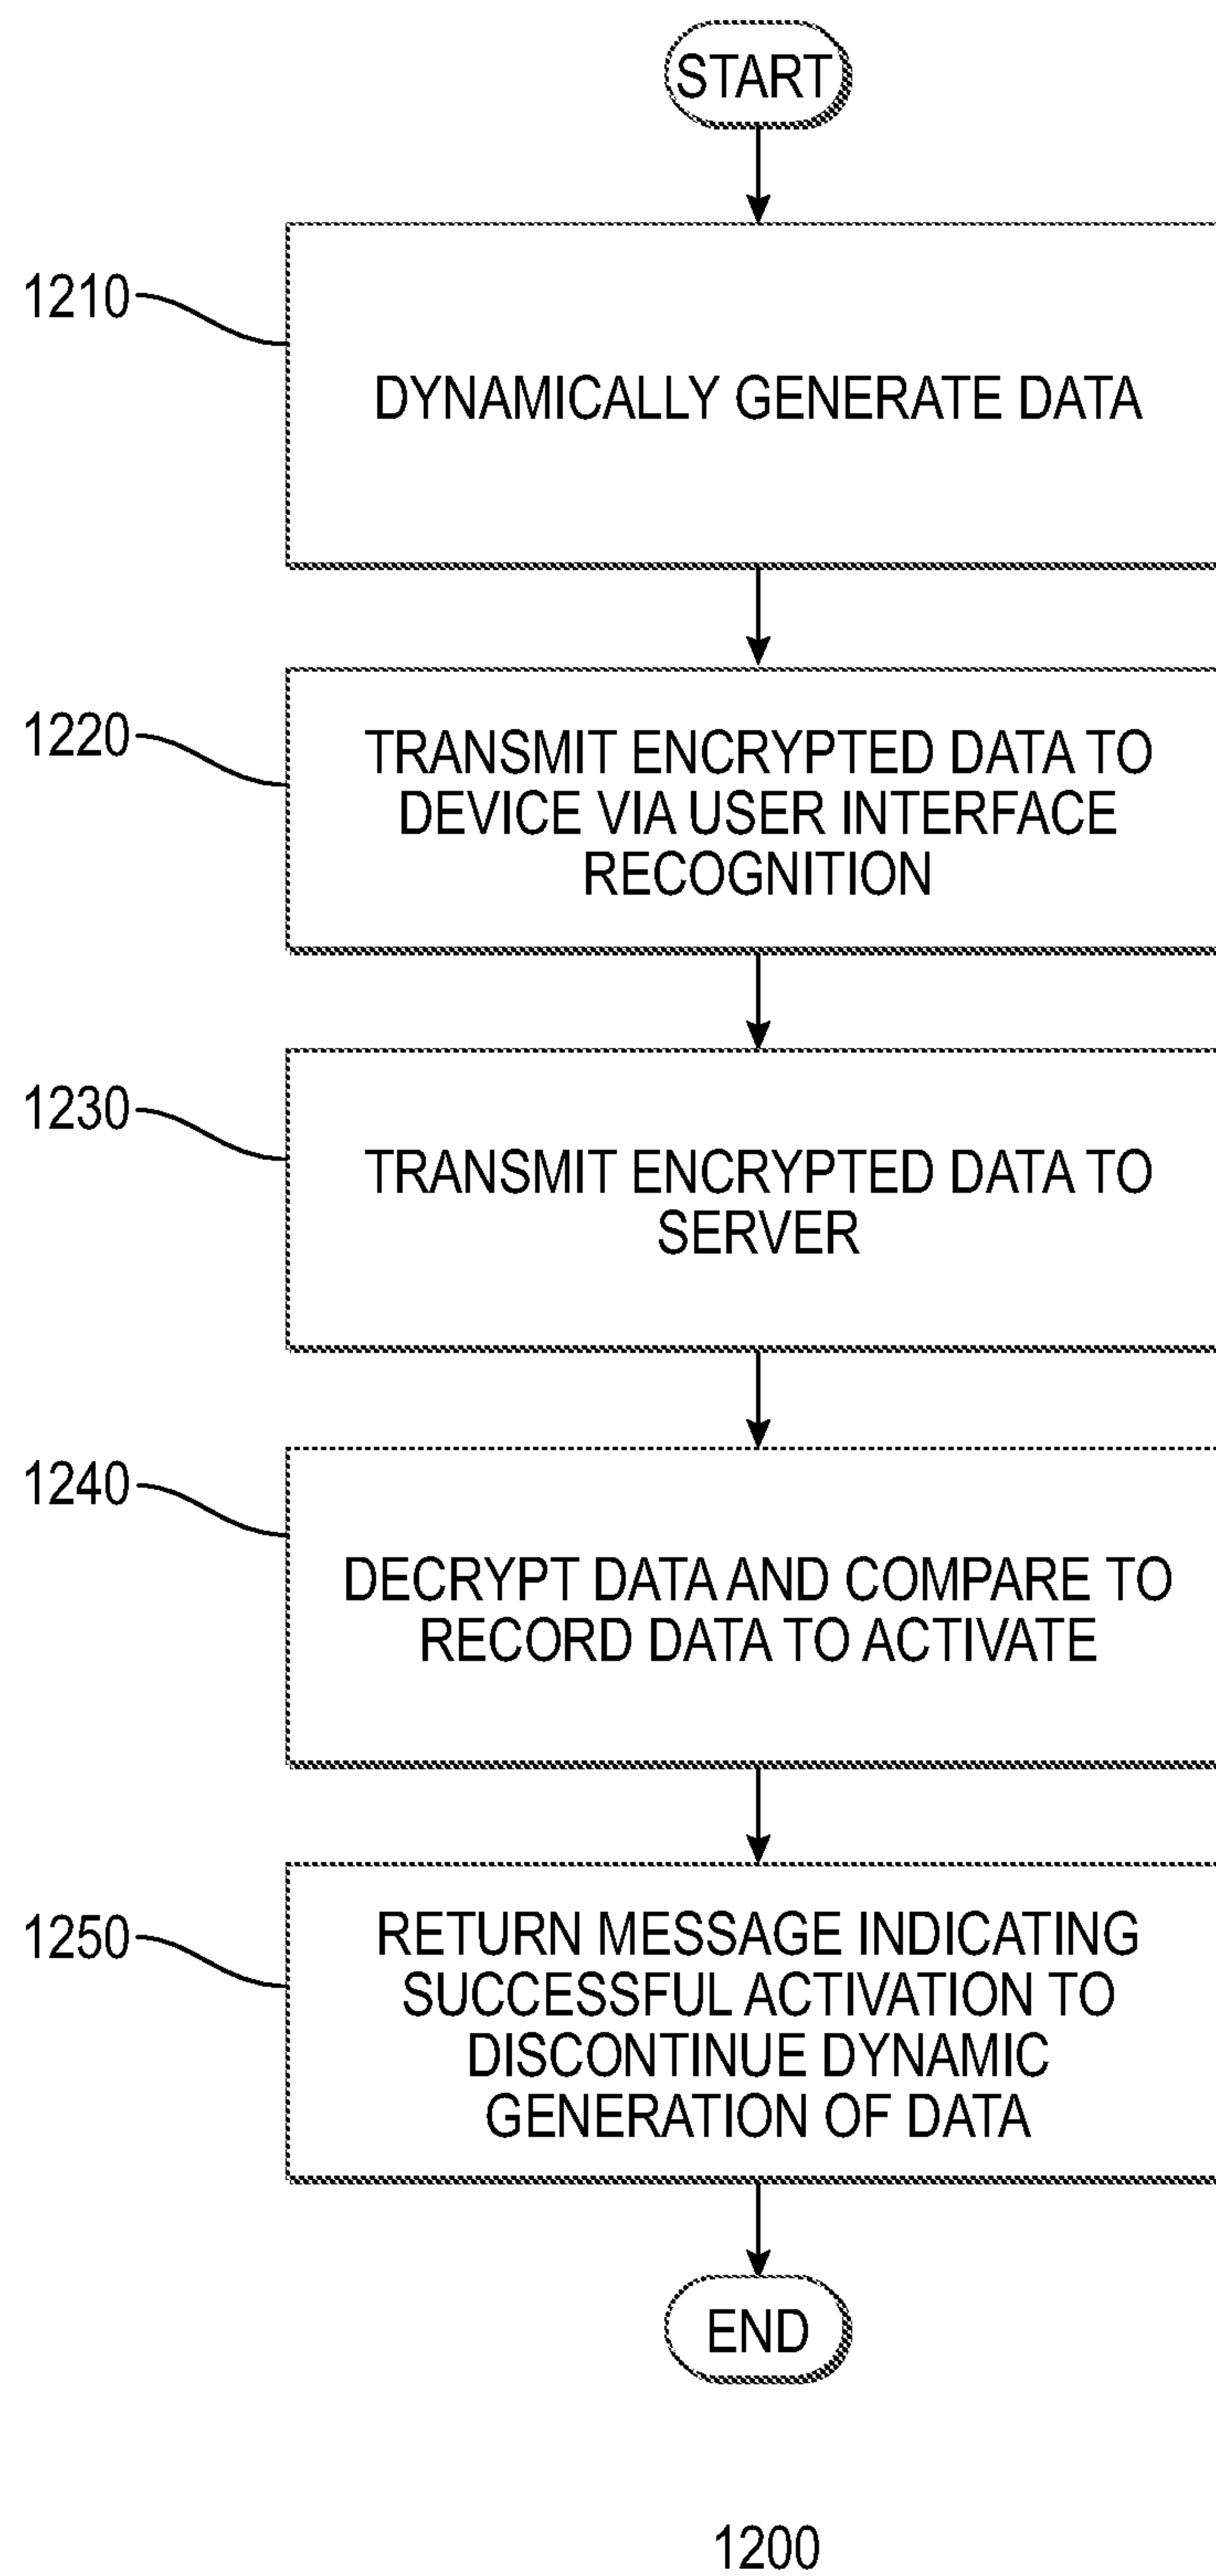 START
1210
DYNAMICALLY GENERATE DATA
1220
TRANSMIT ENCRYPTED DATA TO
DEVICE VIA USER INTERFACE
RECOGNITION
1230
TRANSMIT ENCRYPTED DATA TO
SERVER
1240
DECRYPT DATA AND COMPARE TO
RECORD DATA TO ACTIVATE
1250
RETURN MESSAGE INDICATING
SUCCESSFUL ACTIVATION TO
DISCONTINUE DYNAMIC
GENERATION OF DATA
END
1200